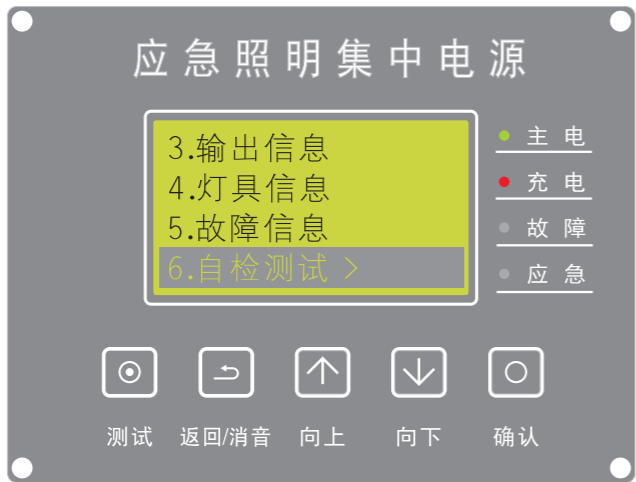 应急照明集中电源
3.输出信息
4.灯具信息
5.故障信息
6.自检测试 >
主电
充电
故障
应急
测试 返回/消音 向上 向下 确认